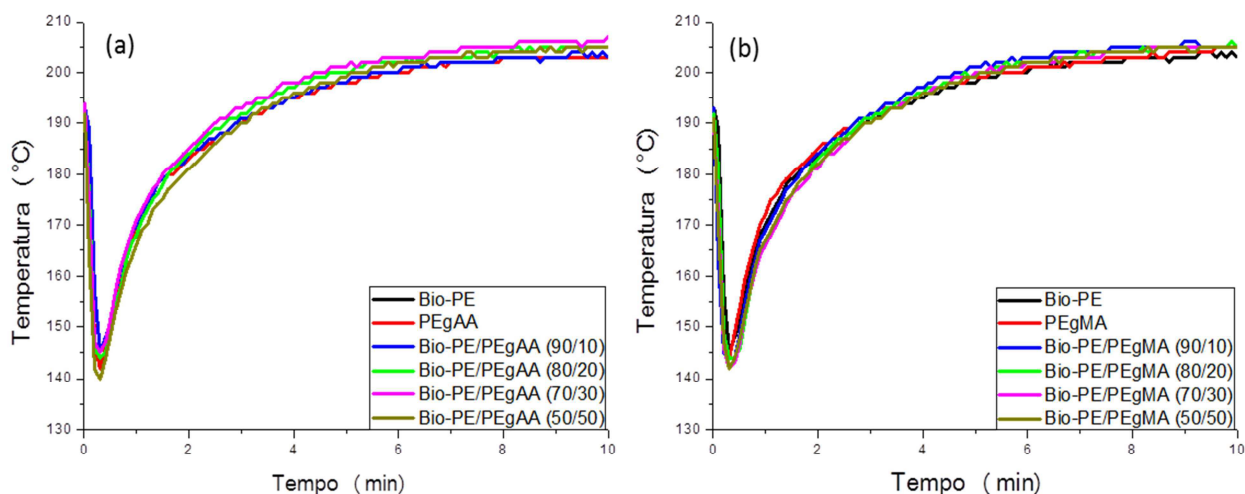 (a)
210
200
190
180
170
160
150
140
130
Temperatura (°C)
Bio-PE
PEgAA
Bio-PE/PEgAA (90/10)
Bio-PE/PEgAA (80/20)
Bio-PE/PEgAA (70/30)
Bio-PE/PEgAA (50/50)
0 2 4 6 8 10
Tempo (min)
(b)
210
200
190
180
170
160
150
140
130
Temperatura (°C)
Bio-PE
PEgMA
Bio-PE/PEgMA (90/10)
Bio-PE/PEgMA (80/20)
Bio-PE/PEgMA (70/30)
Bio-PE/PEgMA (50/50)
0 2 4 6 8 10
Tempo (min)